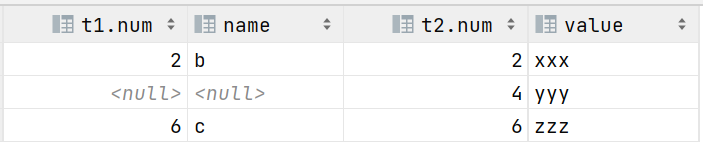 t1.num name t2.num value
2 b 2 xxx
<null> <null> 4 yyy
6 c 6 zzz